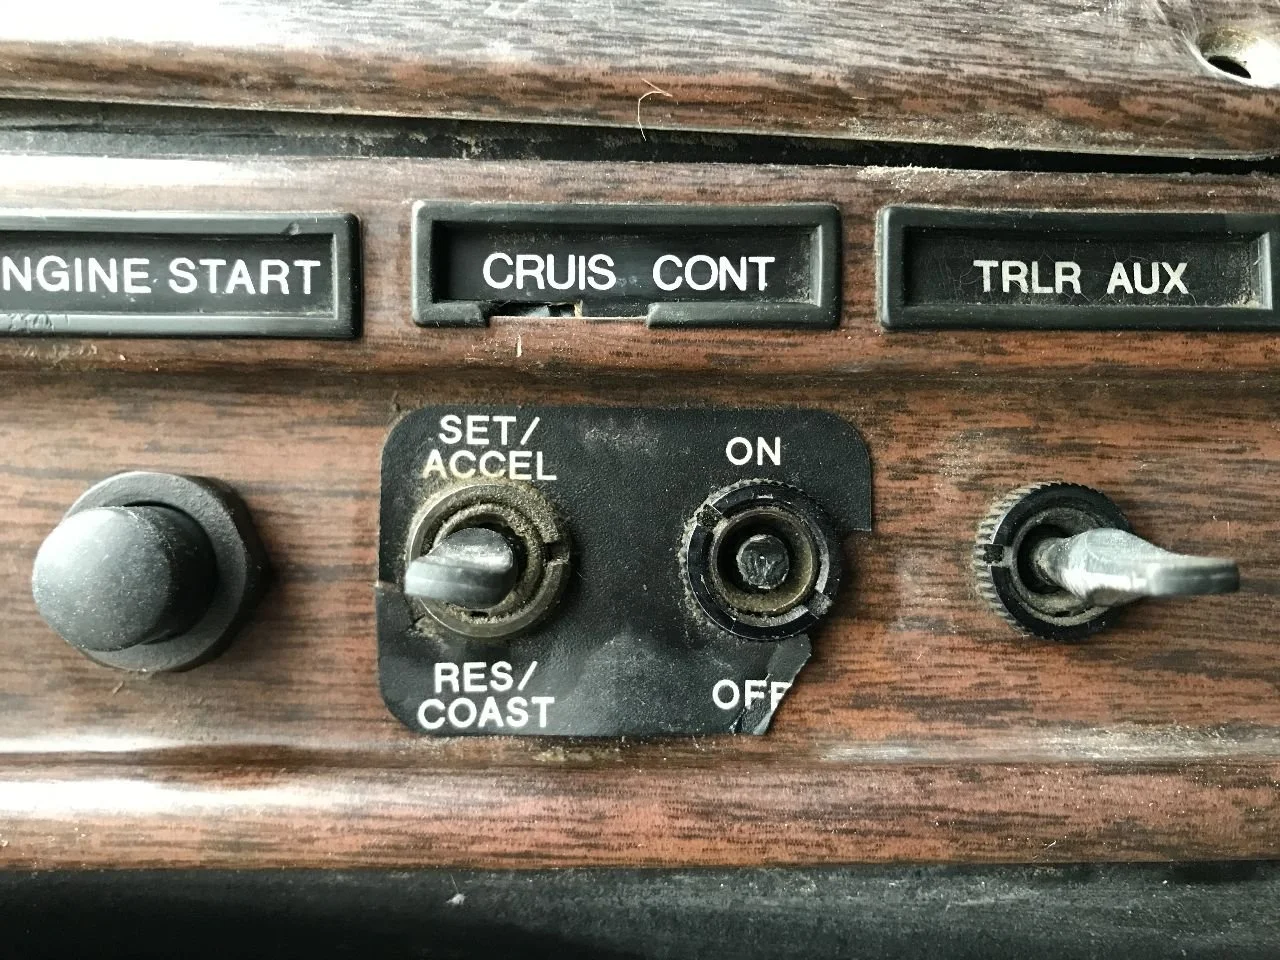 NGINE START
CRUIS CONT
TRLR AUX
SET/
ACCEL
ON
RES/
COAST
OFF